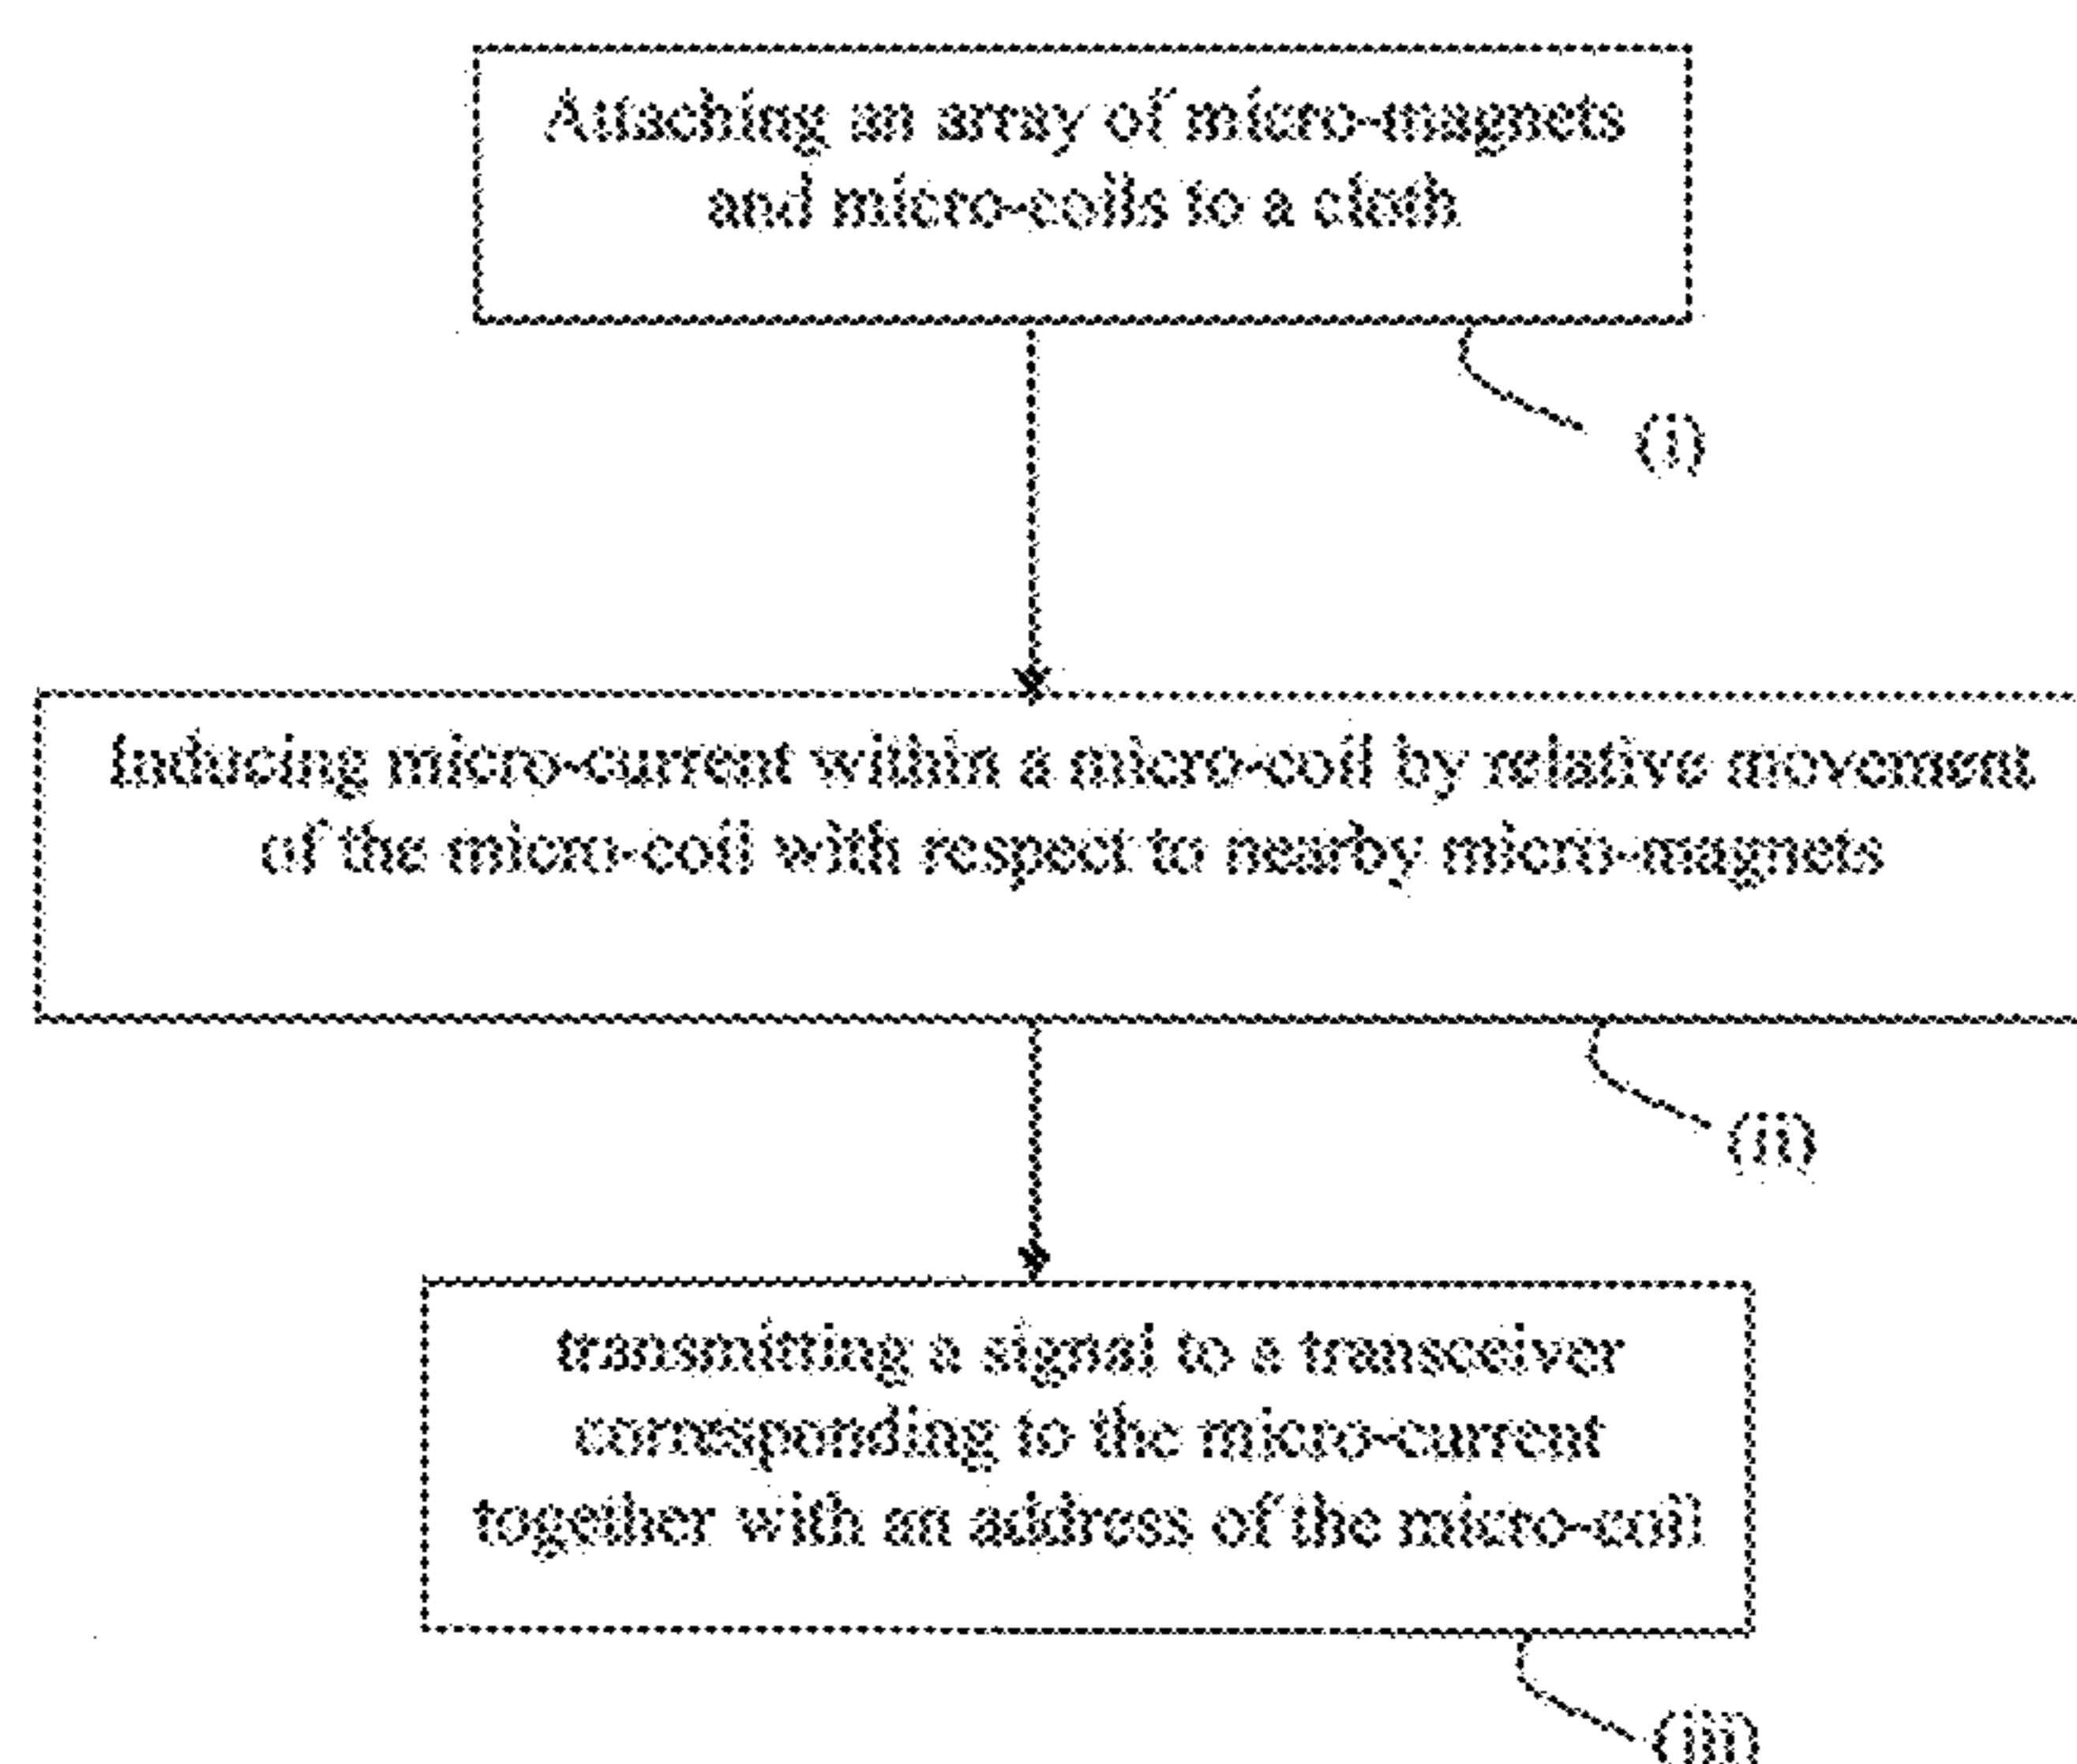 Attaching an array of micro-magnets
and micro-coils to a cloth
(i)
Inducing micro-current within a micro-coil by relative movement
of the micro-coil with respect to nearby micro-magnets
(ii)
transmitting a signal to a transceiver
corresponding to the micro-current
together with an address of the micro-coil
(iii)